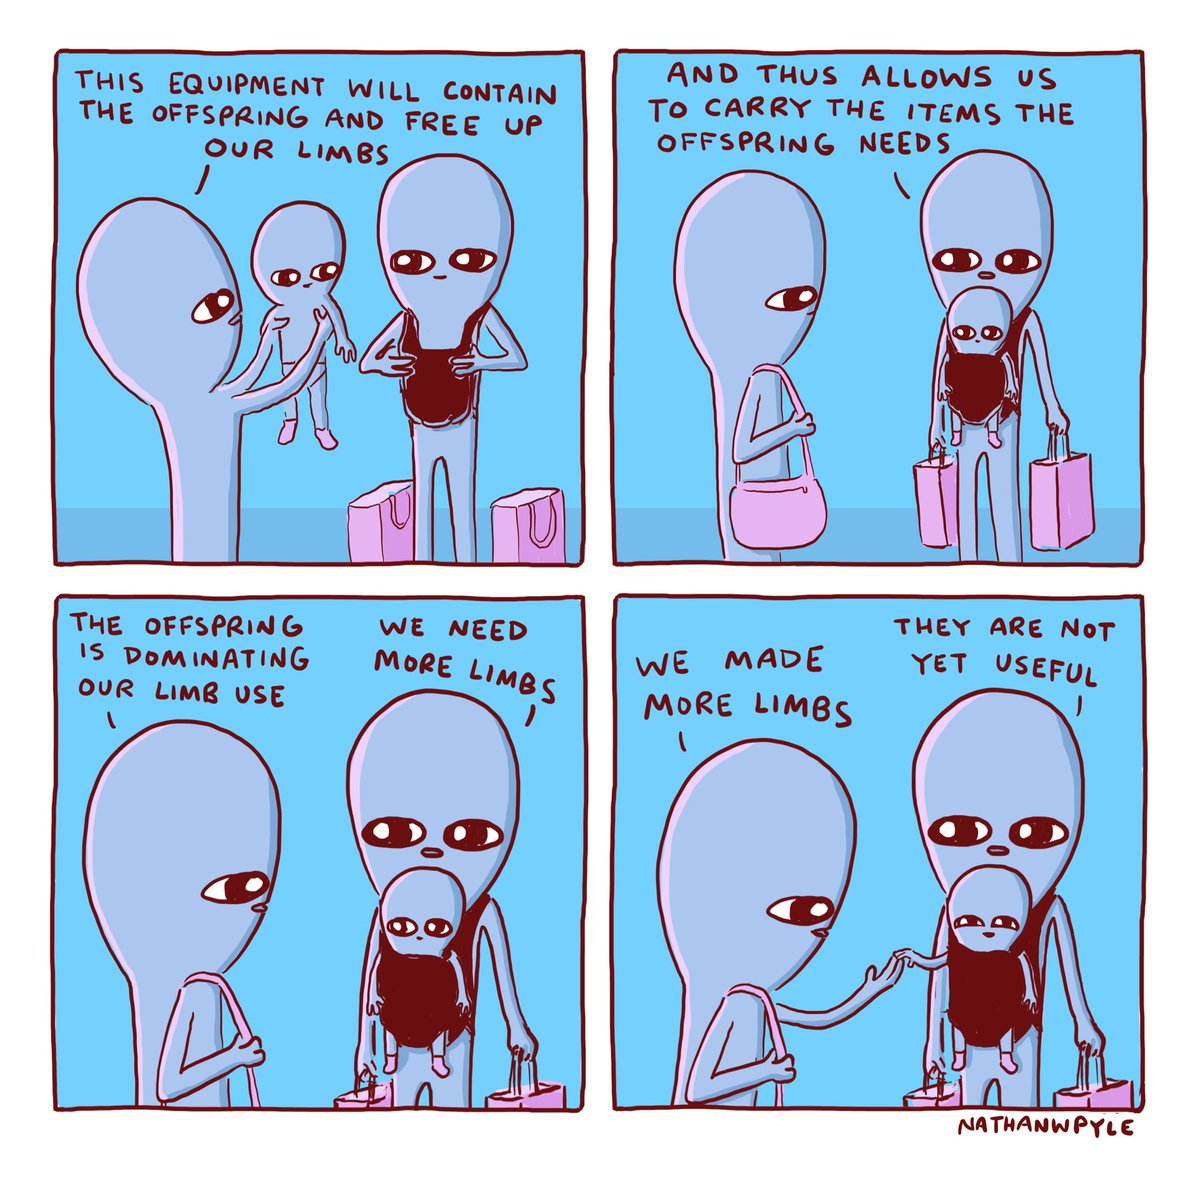 THIS EQUIPMENT WILL CONTAIN
THE OFFSPRING AND FREE UP
OUR LIMBS
AND THUS ALLOWS US
TO CARRY THE ITEMS THE
OFFSPRING NEEDS
THE OFFSPRING
IS DOMINATING
OUR LIMB USE
WE NEED
MORE LIMBS
WE MADE
MORE LIMBS
THEY ARE NOT
YET USEFUL
NATHANWPYLE